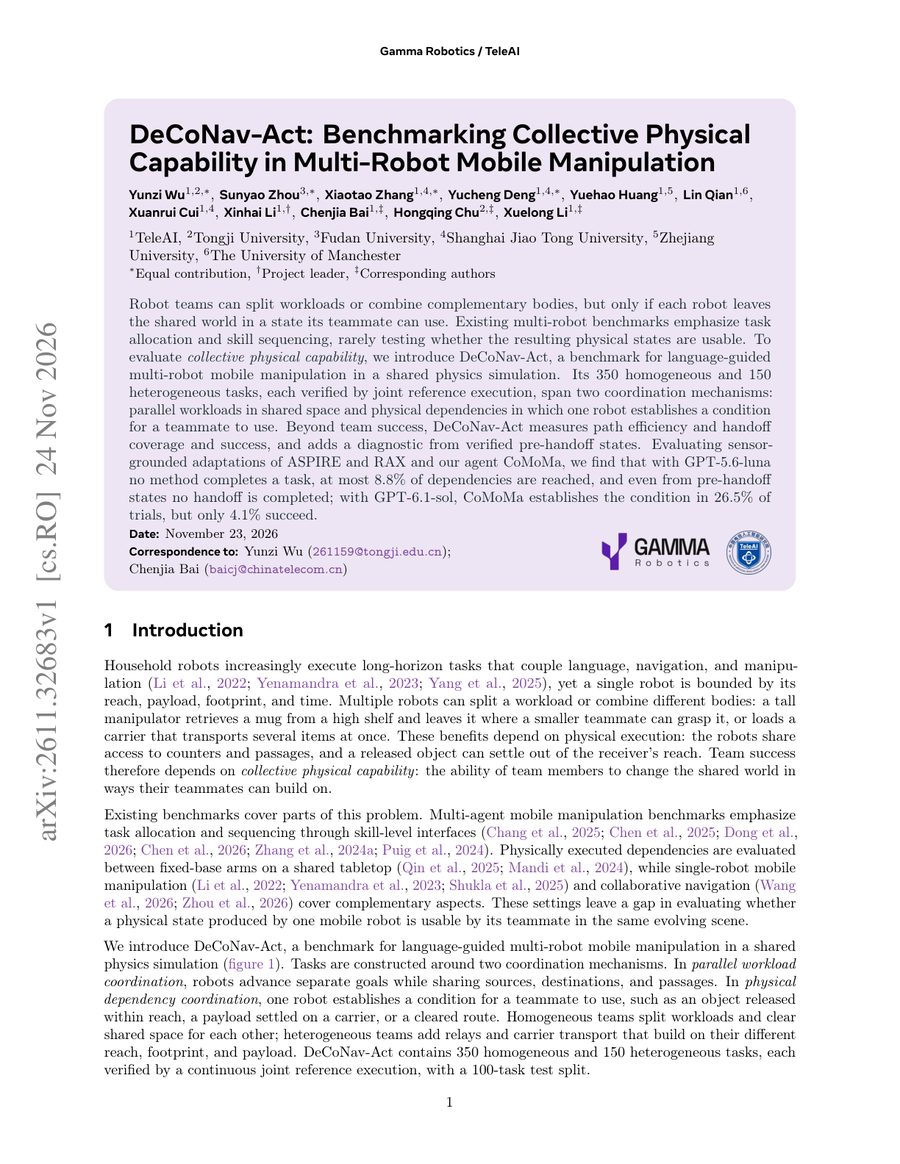 Gamma Robotics / TeleAI
DeCoNav-Act: Benchmarking Collective Physical
Capability in Multi-Robot Mobile Manipulation
Yunzi Wu1,2,∗, Sunyao Zhou3,∗, Xiaotao Zhang1,4,∗, Yucheng Deng1,4,∗, Yuehao Huang1,5, Lin Qian1,6,
Xuanrui Cui1,4, Xinhai Li1,†, Chenjia Bai1,‡, Hongqing Chu2,‡, Xuelong Li1,‡
1TeleAI, 2Tongji University, 3Fudan University, 4Shanghai Jiao Tong University, 5Zhejiang
University, 6The University of Manchester
∗Equal contribution, †Project leader, ‡Corresponding authors
Robot teams can split workloads or combine complementary bodies, but only if each robot leaves
the shared world in a state its teammate can use. Existing multi-robot benchmarks emphasize task
allocation and skill sequencing, rarely testing whether the resulting physical states are usable. To
evaluate collective physical capability, we introduce DeCoNav-Act, a benchmark for language-guided
multi-robot mobile manipulation in a shared physics simulation. Its 350 homogeneous and 150
heterogeneous tasks, each verified by joint reference execution, span two coordination mechanisms:
parallel workloads in shared space and physical dependencies in which one robot establishes a condition
for a teammate to use. Beyond team success, DeCoNav-Act measures path efficiency and handoff
coverage and success, and adds a diagnostic from verified pre-handoff states. Evaluating sensor-
grounded adaptations of ASPIRE and RAX and our agent CoMoMa, we find that with GPT-5.6-luna
no method completes a task, at most 8.8% of dependencies are reached, and even from pre-handoff
states no handoff is completed; with GPT-6.1-sol, CoMoMa establishes the condition in 26.5% of
trials, but only 4.1% succeed.
Date: November 23, 2026
Correspondence to: Yunzi Wu (261159@tongji.edu.cn);
Chenjia Bai (baicj@chinatelecom.cn)
GAMMA
Robotics
TeleAI
arXiv:2611.32683v1 [cs.RO] 24 Nov 2026
1 Introduction
Household robots increasingly execute long-horizon tasks that couple language, navigation, and manipu-
lation (Li et al., 2022; Yenamandra et al., 2023; Yang et al., 2025), yet a single robot is bounded by its
reach, payload, footprint, and time. Multiple robots can split a workload or combine different bodies: a tall
manipulator retrieves a mug from a high shelf and leaves it where a smaller teammate can grasp it, or loads a
carrier that transports several items at once. These benefits depend on physical execution: the robots share
access to counters and passages, and a released object can settle out of the receiver's reach. Team success
therefore depends on collective physical capability: the ability of team members to change the shared world in
ways their teammates can build on.
Existing benchmarks cover parts of this problem. Multi-agent mobile manipulation benchmarks emphasize
task allocation and sequencing through skill-level interfaces (Chang et al., 2025; Chen et al., 2025; Dong et al.,
2026; Chen et al., 2026; Zhang et al., 2024a; Puig et al., 2024). Physically executed dependencies are evaluated
between fixed-base arms on a shared tabletop (Qin et al., 2025; Mandi et al., 2024), while single-robot mobile
manipulation (Li et al., 2022; Yenamandra et al., 2023; Shukla et al., 2025) and collaborative navigation (Wang
et al., 2026; Zhou et al., 2026) cover complementary aspects. These settings leave a gap in evaluating whether
a physical state produced by one mobile robot is usable by its teammate in the same evolving scene.
We introduce DeCoNav-Act, a benchmark for language-guided multi-robot mobile manipulation in a shared
physics simulation (figure 1). Tasks are constructed around two coordination mechanisms. In parallel workload
coordination, robots advance separate goals while sharing sources, destinations, and passages. In physical
dependency coordination, one robot establishes a condition for a teammate to use, such as an object released
within reach, a payload settled on a carrier, or a cleared route. Homogeneous teams split workloads and clear
shared space for each other; heterogeneous teams add relays and carrier transport that build on their different
reach, footprint, and payload. DeCoNav-Act contains 350 homogeneous and 150 heterogeneous tasks, each
verified by a continuous joint reference execution, with a 100-task test split.
1